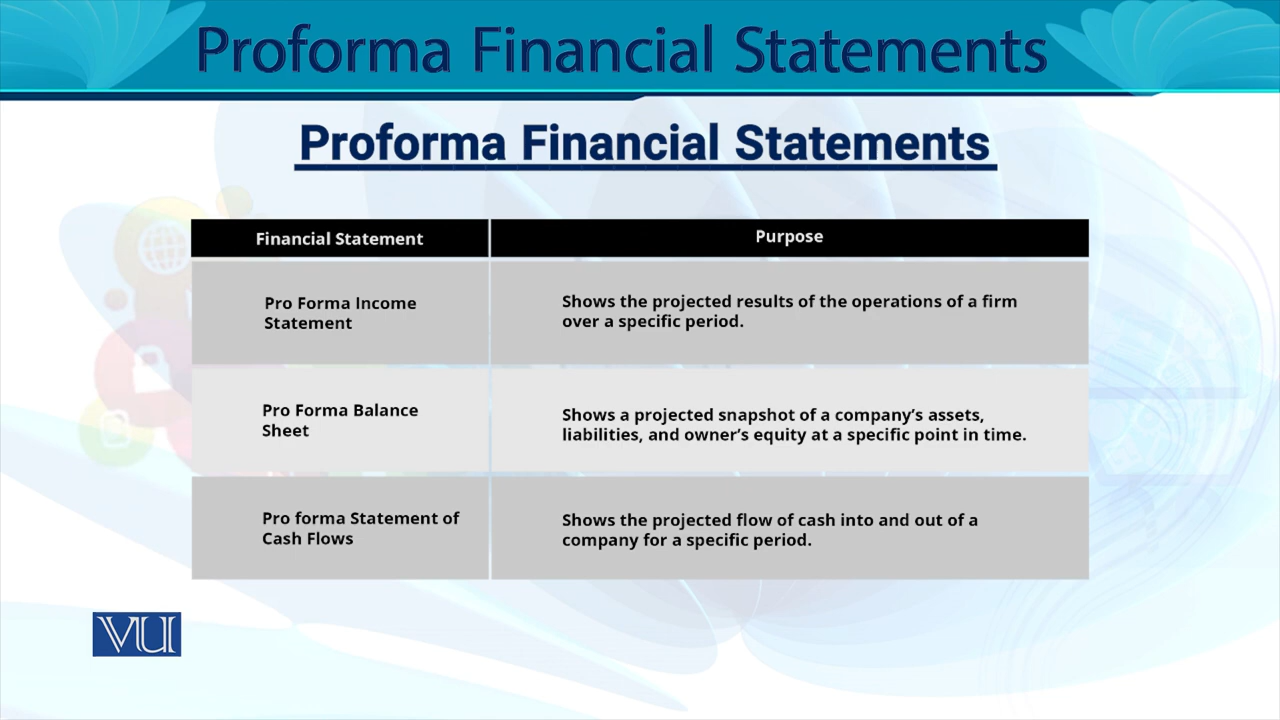 Proforma Financial Statements
Proforma Financial Statements
Financial Statement
Purpose
Pro Forma Income
Statement
Shows the projected results of the operations of a firm
over a specific period.
Pro Forma Balance
Sheet
Shows a projected snapshot of a company’s assets,
liabilities, and owner’s equity at a specific point in time.
Pro forma Statement of
Cash Flows
Shows the projected flow of cash into and out of a
company for a specific period.
VU